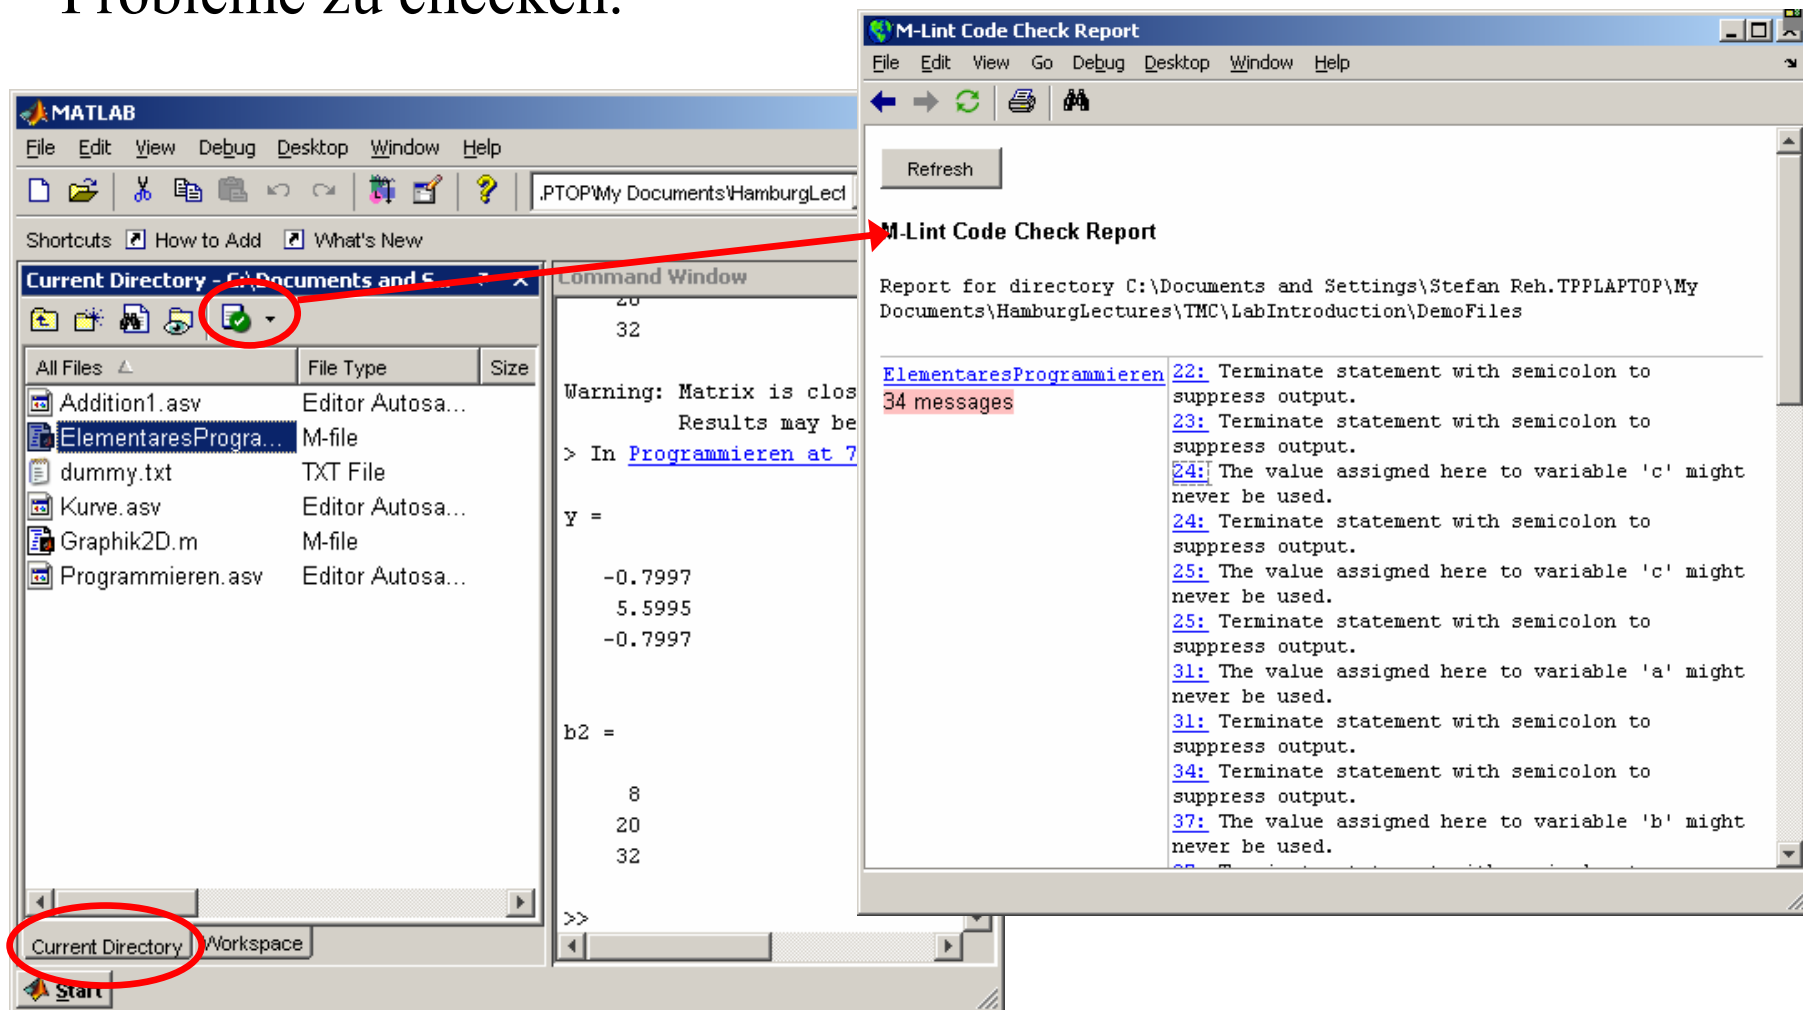 Probleme zu checken.
MATLAB
File Edit View Debug Desktop Window Help
.PTOP\My Documents\HamburgLect
Shortcuts How to Add What's New
Current Directory - C:\Documents and S...
All Files File Type Size
Addition1.asv Editor Autosa...
ElementaresProgra... M-file
dummy.txt TXT File
Kurve.asv Editor Autosa...
Graphik2D.m M-file
Programmieren.asv Editor Autosa...
Current Directory Workspace
Start
Command Window
20
32
Warning: Matrix is clos
Results may be
> In Programmieren at 7
y =
-0.7997
5.5995
-0.7997
b2 =
8
20
32
>>
M-Lint Code Check Report
File Edit View Go Debug Desktop Window Help
Refresh
M-Lint Code Check Report
Report for directory C:\Documents and Settings\Stefan Reh.TPPLAPTOP\My
Documents\HamburgLectures\TMC\LabIntroduction\DemoFiles
ElementaresProgrammieren
34 messages
22: Terminate statement with semicolon to
suppress output.
23: Terminate statement with semicolon to
suppress output.
24: The value assigned here to variable 'c' might
never be used.
24: Terminate statement with semicolon to
suppress output.
25: The value assigned here to variable 'c' might
never be used.
25: Terminate statement with semicolon to
suppress output.
31: The value assigned here to variable 'a' might
never be used.
31: Terminate statement with semicolon to
suppress output.
34: Terminate statement with semicolon to
suppress output.
37: The value assigned here to variable 'b' might
never be used.